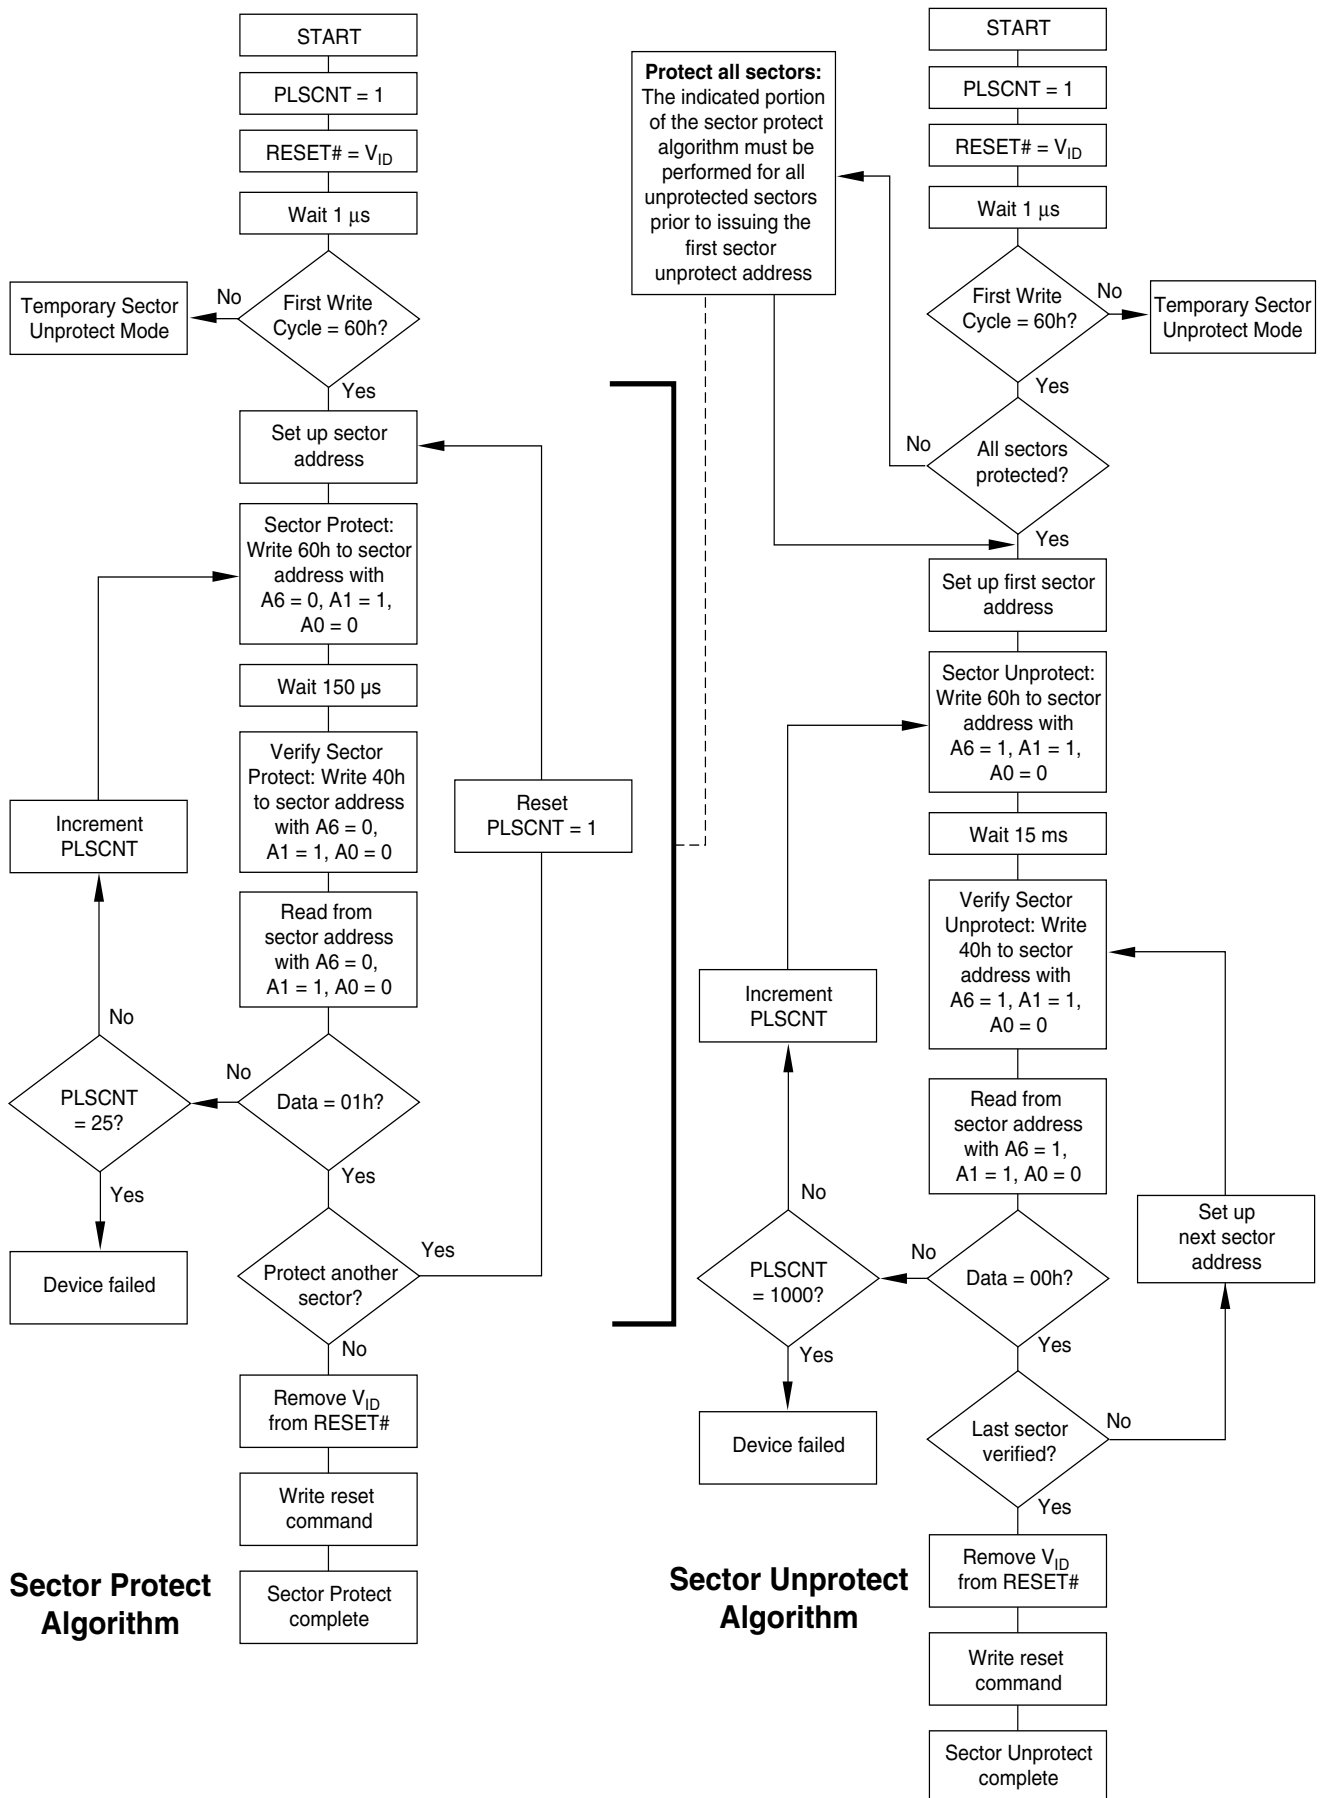 START
PLSCNT = 1
RESET# = VID
Wait 1 μs
First Write
Cycle = 60h?
No
Temporary Sector
Unprotect Mode
Yes
Set up sector
address
Sector Protect:
Write 60h to sector
address with
A6 = 0, A1 = 1,
A0 = 0
Wait 150 µs
Verify Sector
Protect: Write 40h
to sector address
with A6 = 0,
A1 = 1, A0 = 0
Increment
PLSCNT
Reset
PLSCNT = 1
Read from
sector address
with A6 = 0,
A1 = 1, A0 = 0
No
No
Data = 01h?
PLSCNT
= 25?
Yes
Yes
Device failed
Protect another
sector?
Yes
No
Remove VID
from RESET#
Write reset
command
Sector Protect
complete
Sector Protect
Algorithm
Protect all sectors:
The indicated portion
of the sector protect
algorithm must be
performed for all
unprotected sectors
prior to issuing the
first sector
unprotect address
START
PLSCNT = 1
RESET# = VID
Wait 1 μs
First Write
Cycle = 60h?
No
Temporary Sector
Unprotect Mode
Yes
No
All sectors
protected?
Yes
Set up first sector
address
Sector Unprotect:
Write 60h to sector
address with
A6 = 1, A1 = 1,
A0 = 0
Wait 15 ms
Verify Sector
Unprotect: Write
40h to sector
address with
A6 = 1, A1 = 1,
A0 = 0
Increment
PLSCNT
Read from
sector address
with A6 = 1,
A1 = 1, A0 = 0
No
Set up
next sector
address
No
Data = 00h?
PLSCNT
= 1000?
Yes
Yes
Device failed
Last sector
verified?
No
Yes
Remove VID
from RESET#
Write reset
command
Sector Unprotect
complete
Sector Unprotect
Algorithm